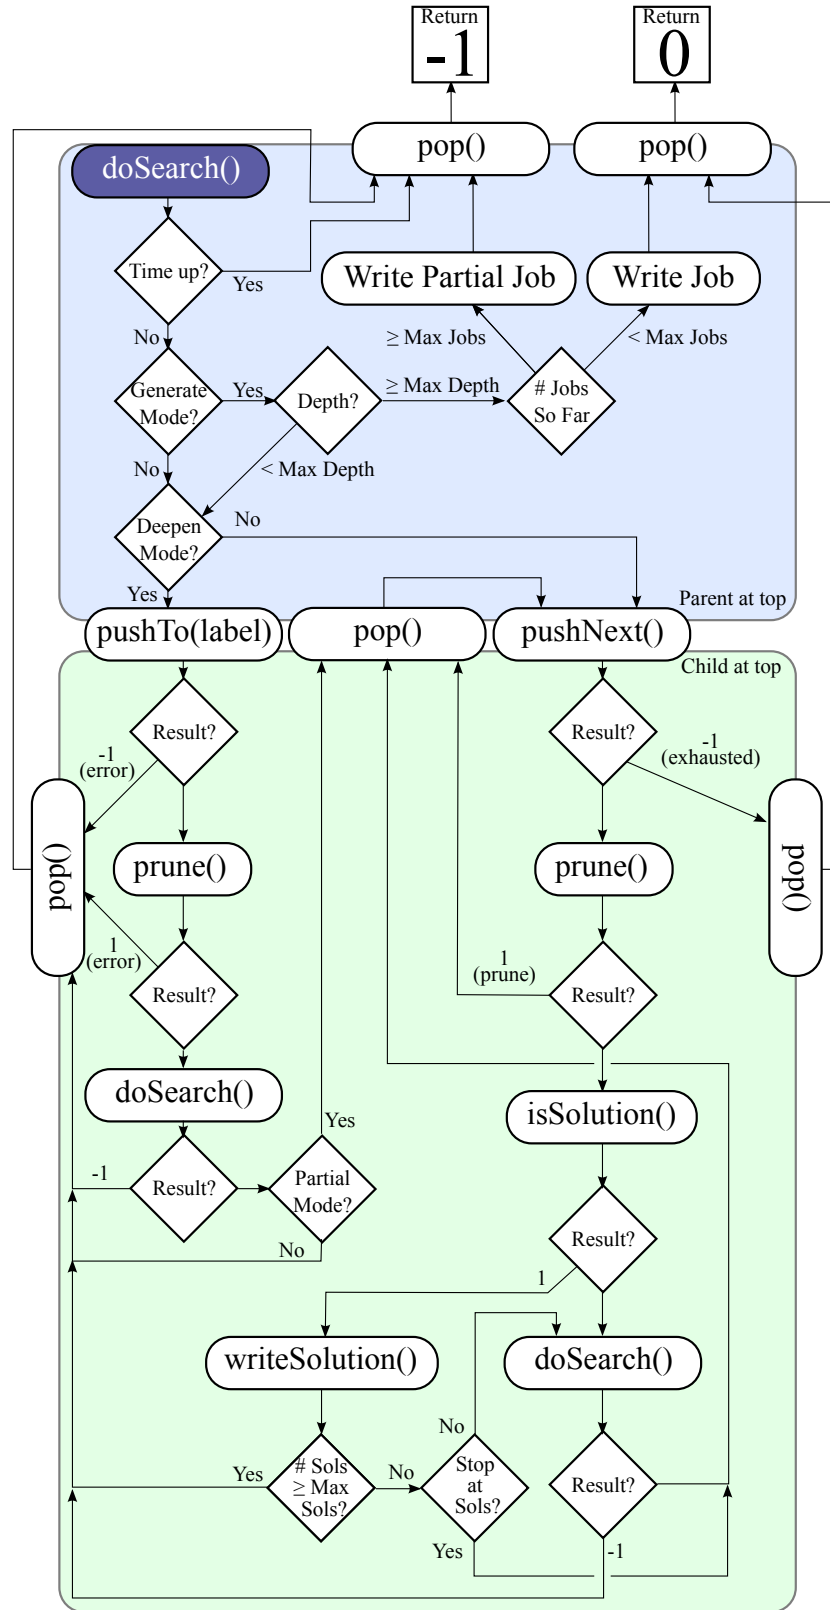 Return
-1
Return
0
pop()
pop()
doSearch()
Time up?
Yes
No
Write Partial Job
Write Job
≥ Max Jobs
< Max Jobs
Generate
Mode?
Yes
Depth?
≥ Max Depth
# Jobs
So Far
No
< Max Depth
Deepen
Mode?
No
Yes
Parent at top
pushTo(label)
pop()
pushNext()
Child at top
Result?
-1
(error)
Result?
-1
(exhausted)
pop()
prune()
prune()
pop()
1
(error)
Result?
1
(prune)
Result?
doSearch()
isSolution()
Yes
-1
Result?
Partial
Mode?
No
Result?
1
writeSolution()
doSearch()
No
Yes
# Sols
≥ Max
Sols?
No
Stop
at
Sols?
Result?
Yes
-1